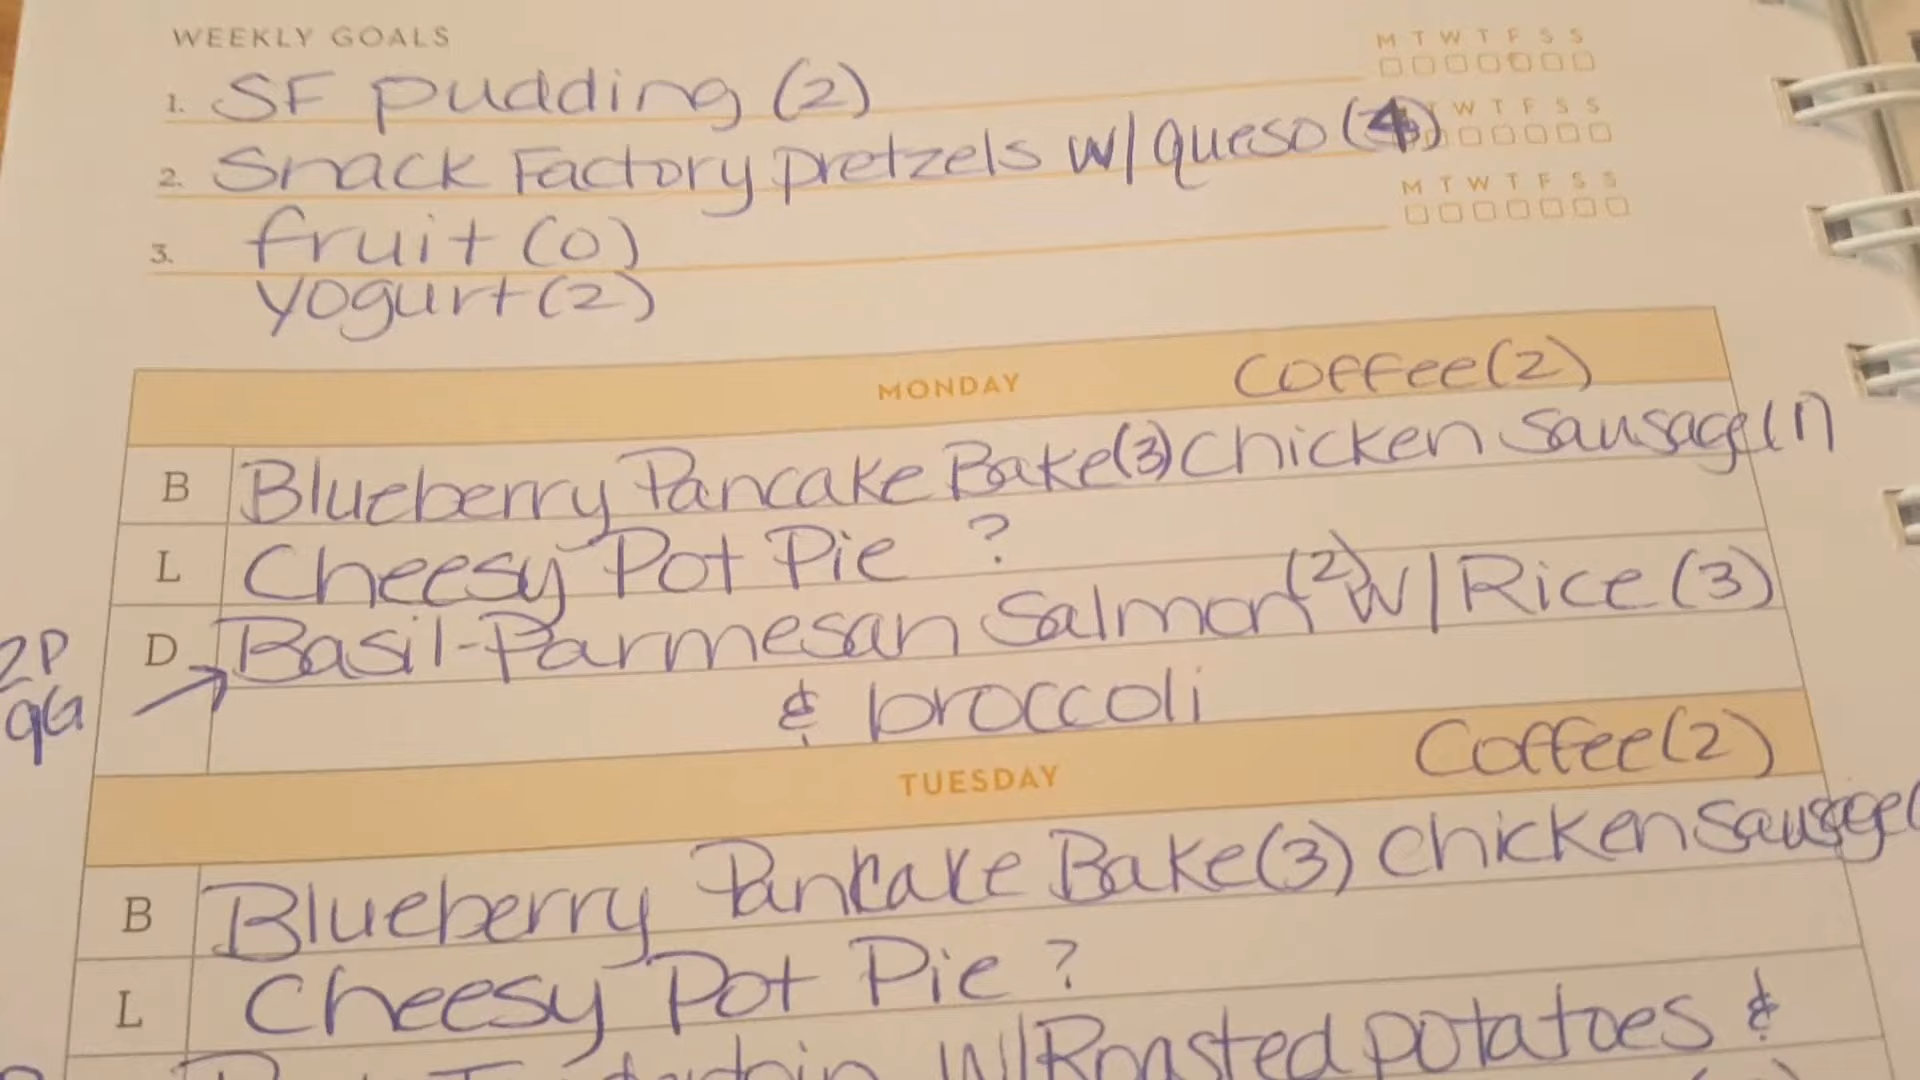 WEEKLY GOALS
M T W T F S S
1. SF pudding (2)
2. Snack Factory pretzels w/ queso (4) W T F S S
M T W T F S S
3. fruit (0)
yogurt (2)
MONDAY Coffee (2)
B Blueberry Pancake Bake (3) Chicken Sausage (1)
L Cheesy Pot Pie ?
2P
9G
D Basil-Parmesan Salmon (2) w/ Rice (3)
& broccoli
TUESDAY Coffee (2)
B Blueberry Pancake Bake (3) Chicken Sausage (
L Cheesy Pot Pie ?
w/ Roasted potatoes &